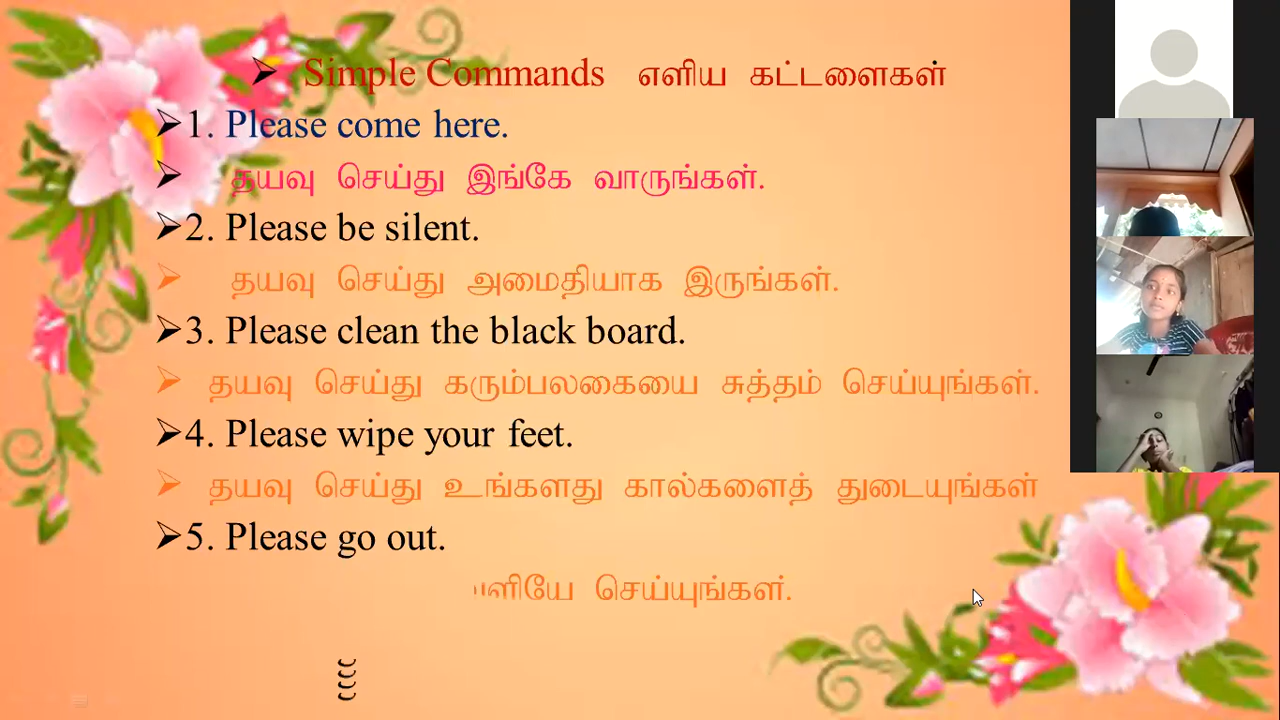 Simple Commands எளிய கட்டளைகள்
1. Please come here.
தயவு செய்து இங்கே வாருங்கள்.
2. Please be silent.
தயவு செய்து அமைதியாக இருங்கள்.
3. Please clean the black board.
தயவு செய்து கரும்பலகையை சுத்தம் செய்யுங்கள்.
4. Please wipe your feet.
தயவு செய்து உங்களது கால்களைத் துடையுங்கள்
5. Please go out.
செய்யுங்கள்.